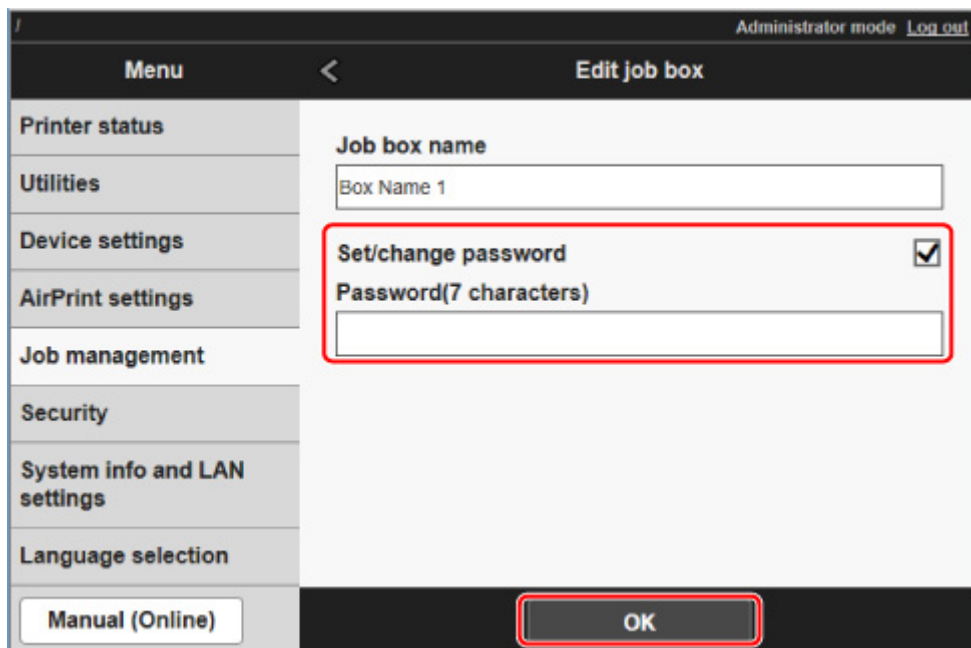 /
Administrator mode Log out
Menu
< Edit job box
Printer status
Utilities
Device settings
AirPrint settings
Job management
Security
System info and LAN
settings
Language selection
Manual (Online)
Job box name
Box Name 1
Set/change password
Password(7 characters)
OK